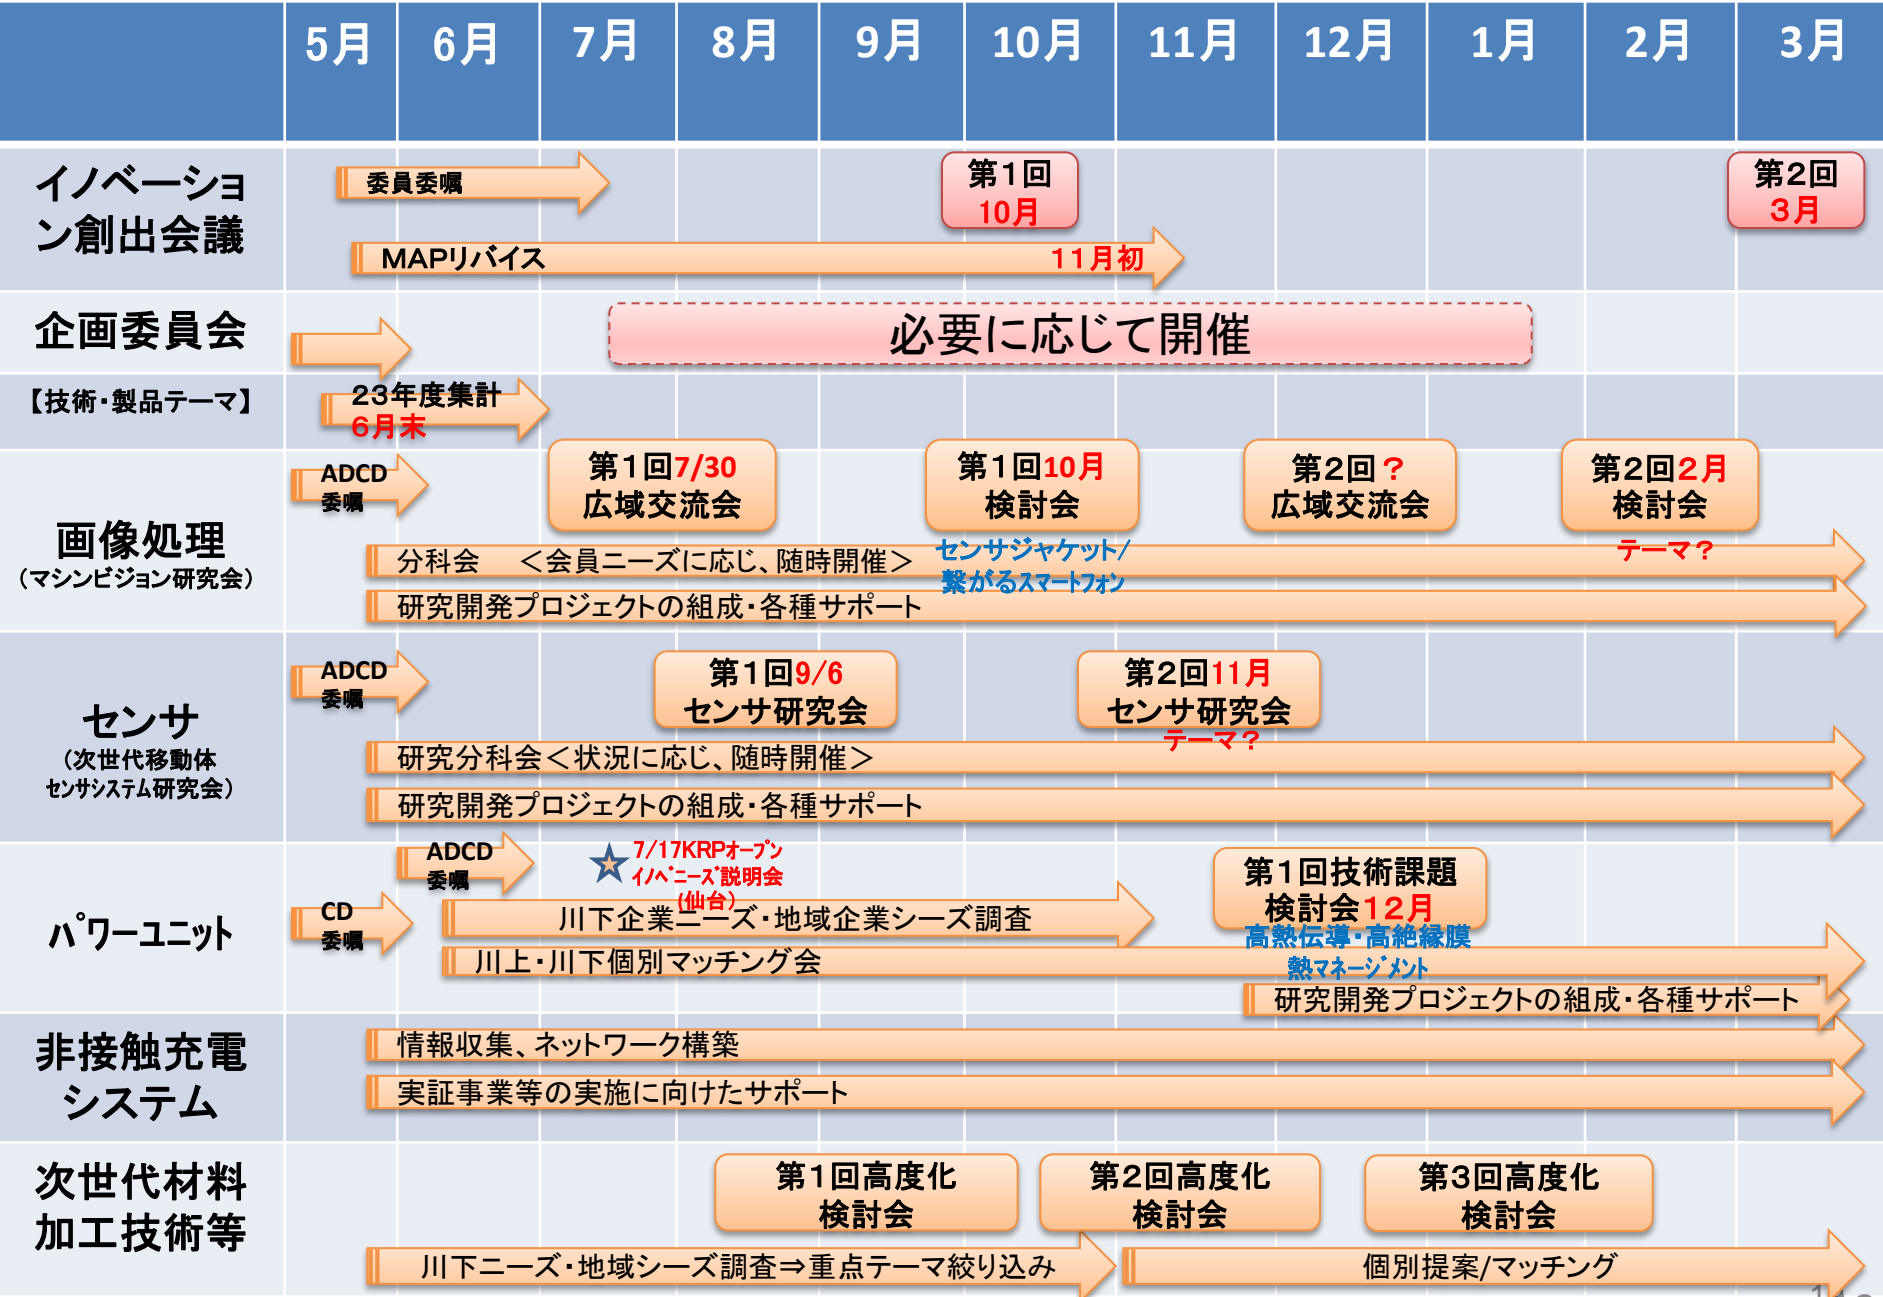 5月 6月 7月 8月 9月 10月 11月 12月 1月 2月 3月
イノベーショ
ン創出会議
委員委嘱
第1回
10月
第2回
3月
MAPリバイス 11月初
企画委員会
必要に応じて開催
【技術・製品テーマ】
23年度集計
6月末
画像処理
(マシンビジョン研究会)
ADCD
委嘱
第1回7/30
広域交流会
第1回10月
検討会
第2回?
広域交流会
第2回2月
検討会
分科会 <会員ニーズに応じ、随時開催>
センサジャケット/
繋がるスマートフォン
テーマ?
研究開発プロジェクトの組成・各種サポート
センサ
(次世代移動体
センサシステム研究会)
ADCD
委嘱
第1回9/6
センサ研究会
第2回11月
センサ研究会
テーマ?
研究分科会<状況に応じ、随時開催>
研究開発プロジェクトの組成・各種サポート
パワーユニット
ADCD
委嘱
CD
委嘱
7/17KRPオープン
イノベニーズ説明会
(仙台)
川下企業ニーズ・地域企業シーズ調査
第1回技術課題
検討会12月
高熱伝導・高絶縁膜
熱マネージメント
川上・川下個別マッチング会
研究開発プロジェクトの組成・各種サポート
非接触充電
システム
情報収集、ネットワーク構築
実証事業等の実施に向けたサポート
次世代材料
加工技術等
第1回高度化
検討会
第2回高度化
検討会
第3回高度化
検討会
川下ニーズ・地域シーズ調査⇒重点テーマ絞り込み
個別提案/マッチング